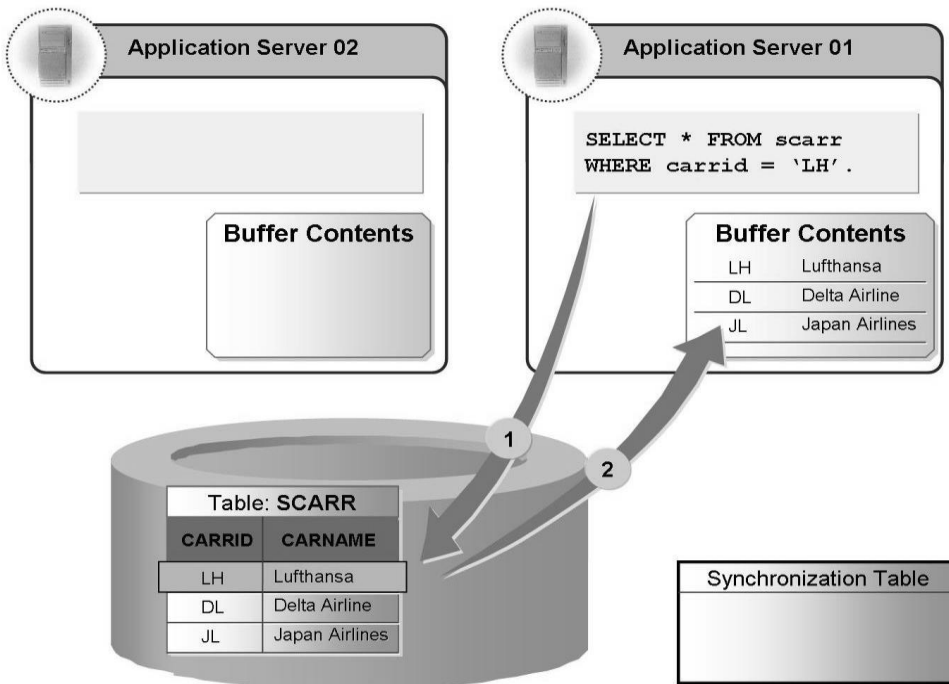 Application Server 02
Buffer Contents
Application Server 01
SELECT * FROM scarr
WHERE carrid = ‘LH’.
Buffer Contents
LH Lufthansa
DL Delta Airline
JL Japan Airlines
1
2
Table: SCARR
CARRID CARNAME
LH Lufthansa
DL Delta Airline
JL Japan Airlines
Synchronization Table